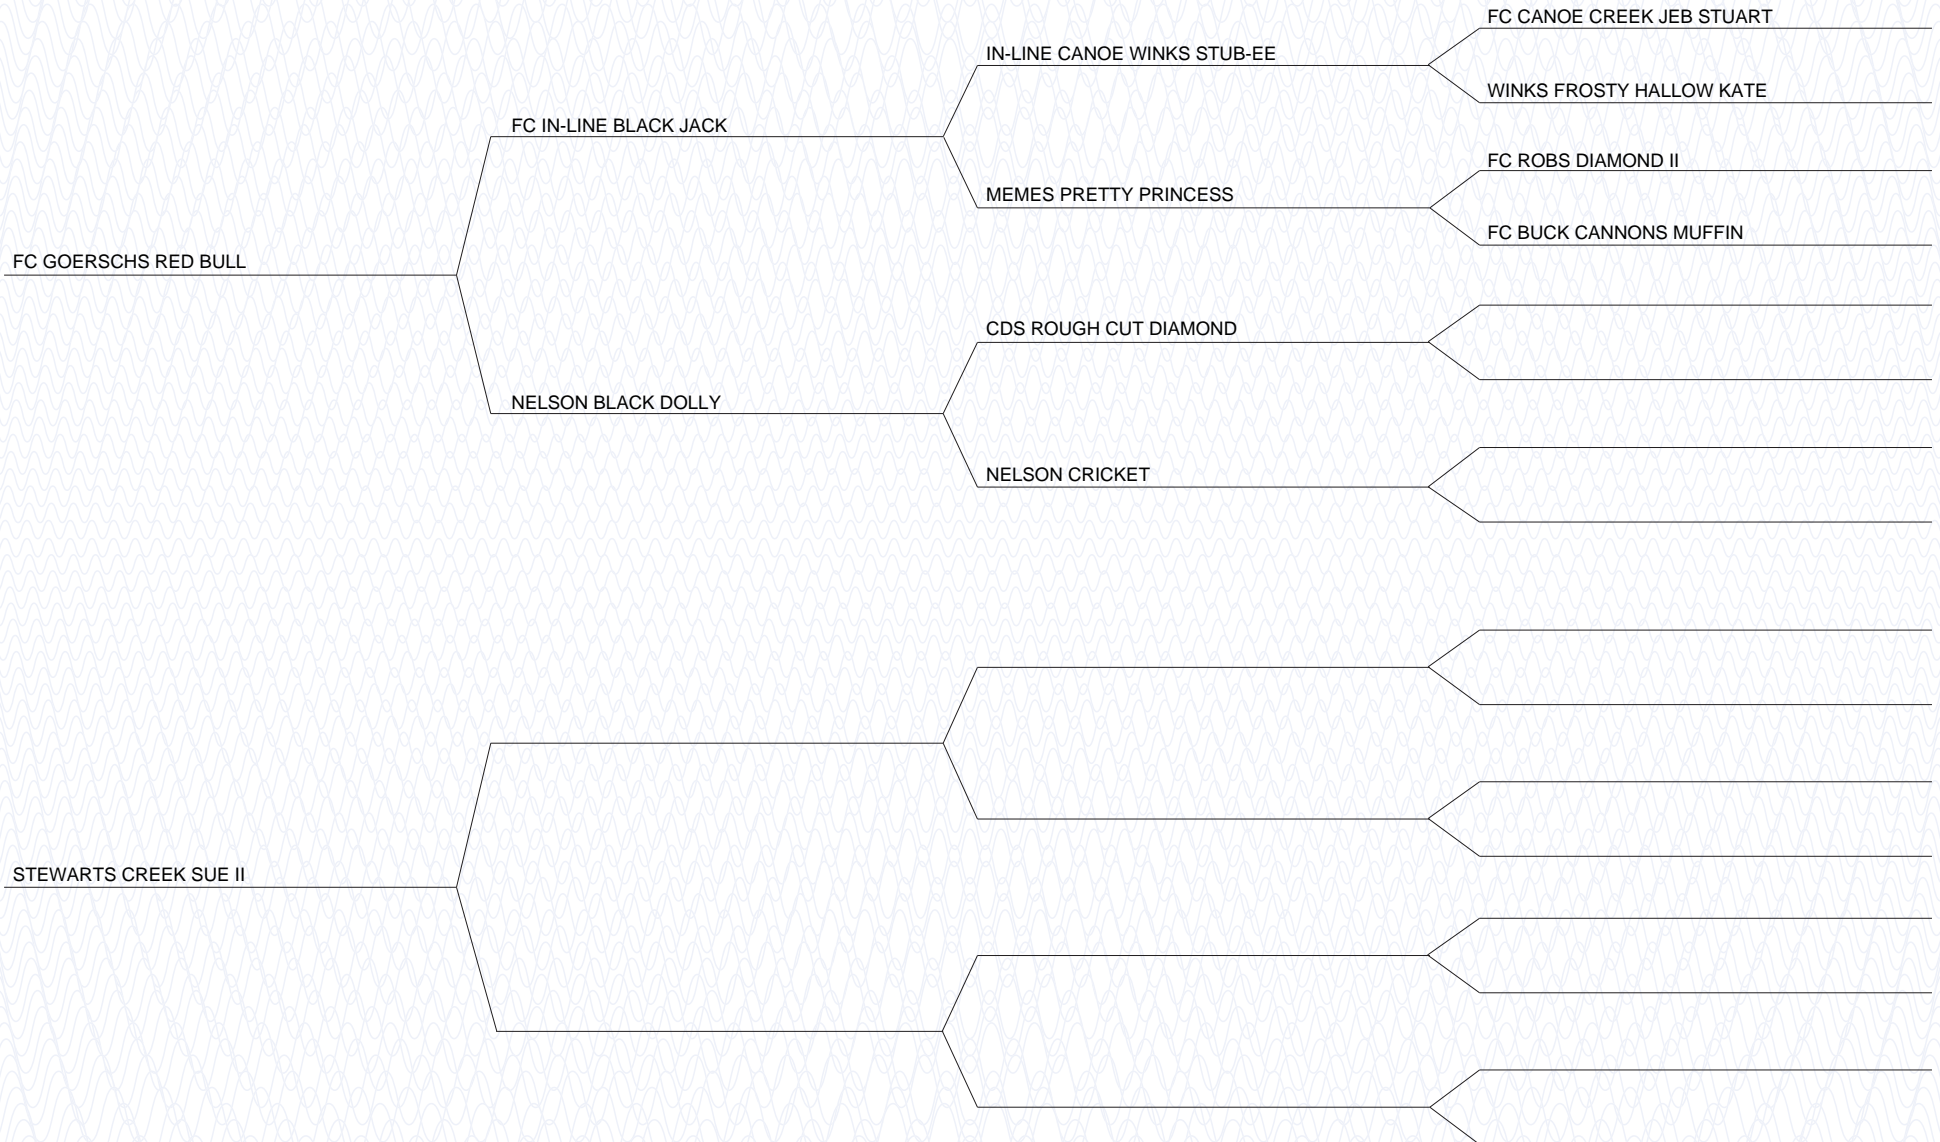 FC CANOE CREEK JEB STUART
IN-LINE CANOE WINKS STUB-EE
WINKS FROSTY HALLOW KATE
FC IN-LINE BLACK JACK
FC ROBS DIAMOND II
MEMES PRETTY PRINCESS
FC BUCK CANNONS MUFFIN
FC GOERSCHS RED BULL
CDS ROUGH CUT DIAMOND
NELSON BLACK DOLLY
NELSON CRICKET
STEWARTS CREEK SUE II